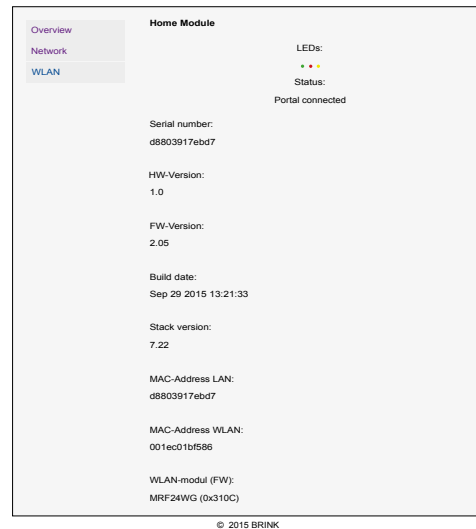 Overview
Network
WLAN
Home Module
LEDs:
Status:
Portal connected
Serial number:
d8803917ebd7
HW-Version:
1.0
FW-Version:
2.05
Build date:
Sep 29 2015 13:21:33
Stack version:
7.22
MAC-Address LAN:
d8803917ebd7
MAC-Address WLAN:
001ec01bf586
WLAN-modul (FW):
MRF24WG (0x310C)
© 2015 BRINK